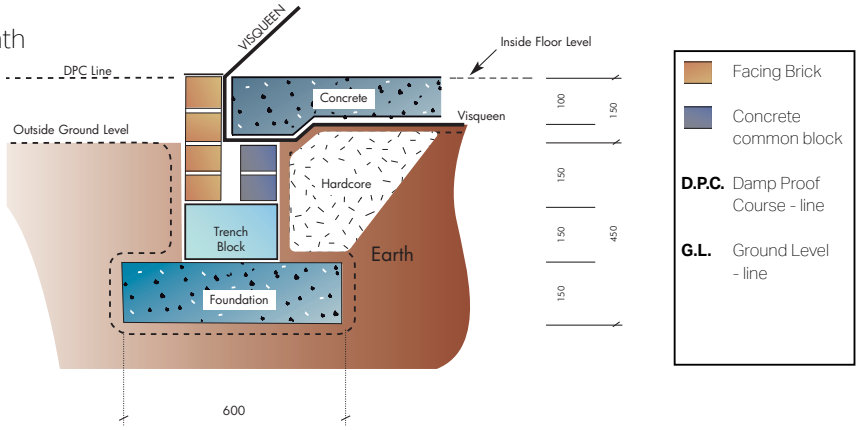 VISQUEEN
DPC Line
Inside Floor Level
Concrete
Visqueen
Outside Ground Level
Hardcore
Trench
Block
Earth
Foundation
600
100
150
150
150
450
150
Facing Brick
Concrete
common block
D.P.C. Damp Proof
Course - line
G.L. Ground Level
- line